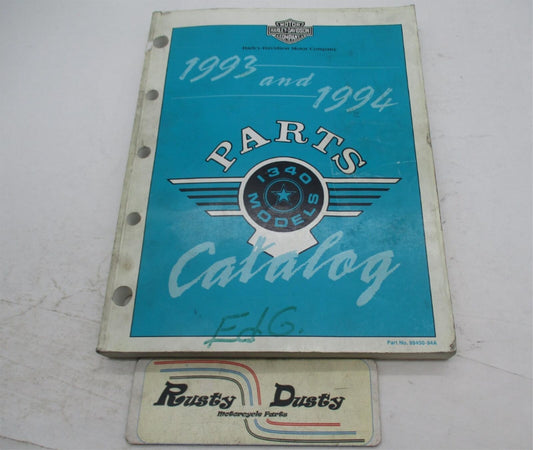 MOTOR
HARLEY-DAVIDSON
COMPANY
Harley-Davidson Motor Company
1993 and 1994
PARTS
1340
MODELS
Catalog
Ed G.
Part No. 99450-94A
Rusty Dusty
Motorcycle Parts